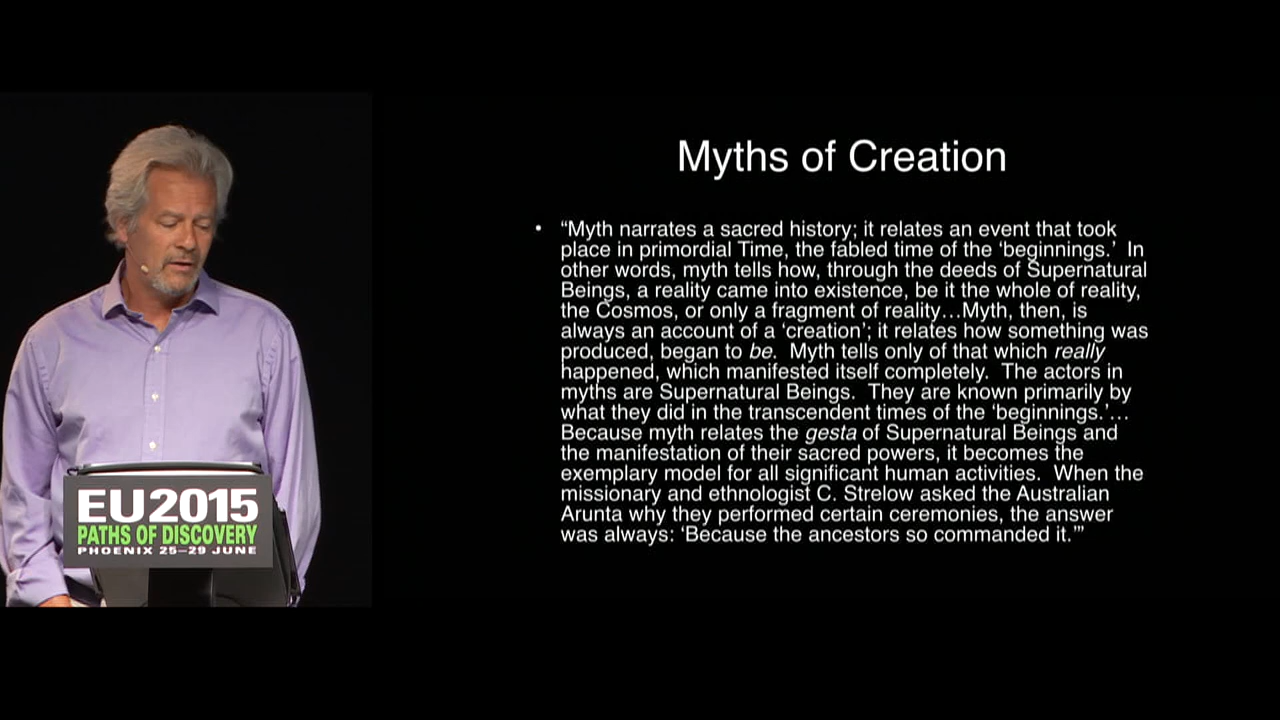 Myths of Creation
• “Myth narrates a sacred history; it relates an event that took
place in primordial Time, the fabled time of the ‘beginnings.’ In
other words, myth tells how, through the deeds of Supernatural
Beings, a reality came into existence, be it the whole of reality,
the Cosmos, or only a fragment of reality…Myth, then, is
always an account of a ‘creation’; it relates how something was
produced, began to be. Myth tells only of that which really
happened, which manifested itself completely. The actors in
myths are Supernatural Beings. They are known primarily by
what they did in the transcendent times of the ‘beginnings.’…
Because myth relates the gesta of Supernatural Beings and
the manifestation of their sacred powers, it becomes the
exemplary model for all significant human activities. When the
missionary and ethnologist C. Strelow asked the Australian
Arunta why they performed certain ceremonies, the answer
was always: ‘Because the ancestors so commanded it.’”
EU2015
PATHS OF DISCOVERY
PHOENIX 25–29 JUNE